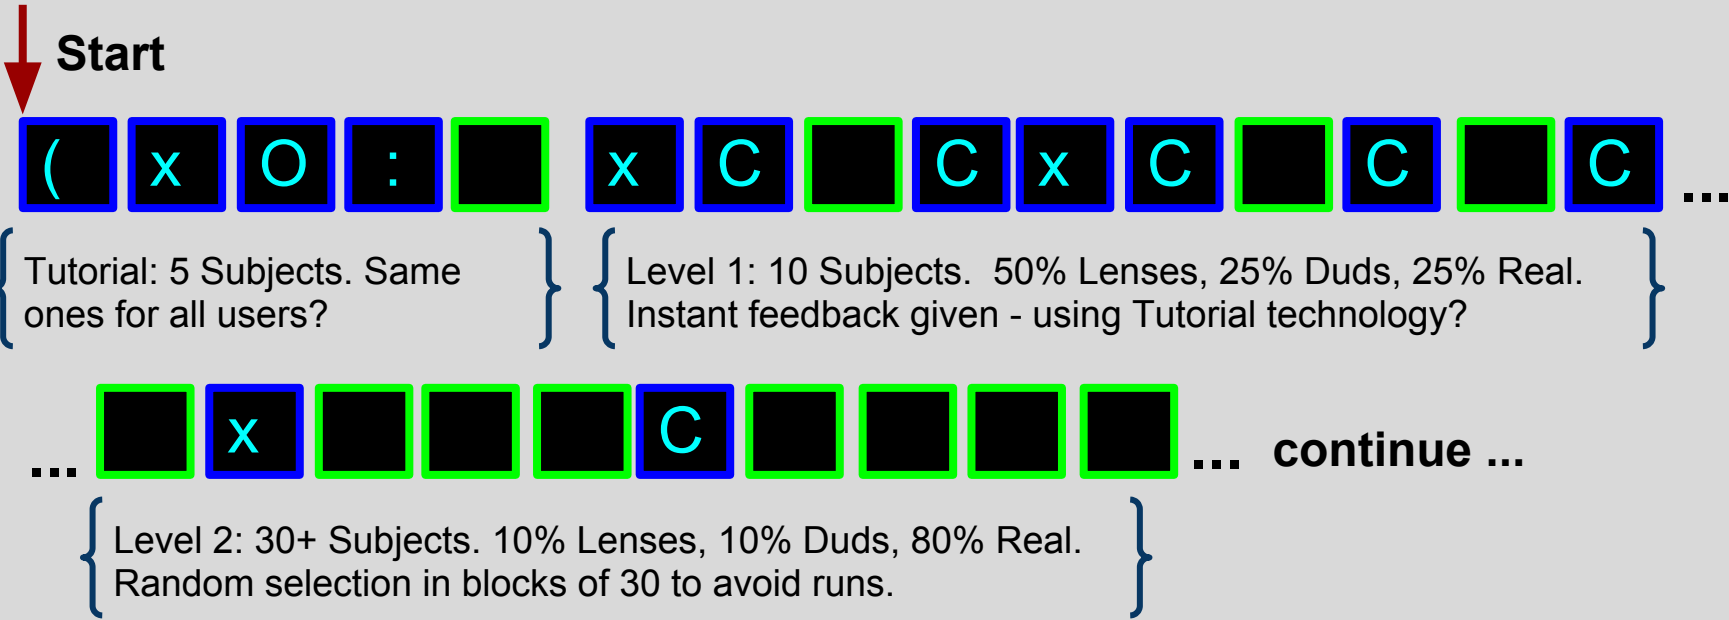 Start
( x O : x C C x C C C ...
Tutorial: 5 Subjects. Same
ones for all users?
Level 1: 10 Subjects.  50% Lenses, 25% Duds, 25% Real.
Instant feedback given - using Tutorial technology?
... x C ... continue ...
Level 2: 30+ Subjects. 10% Lenses, 10% Duds, 80% Real.
Random selection in blocks of 30 to avoid runs.